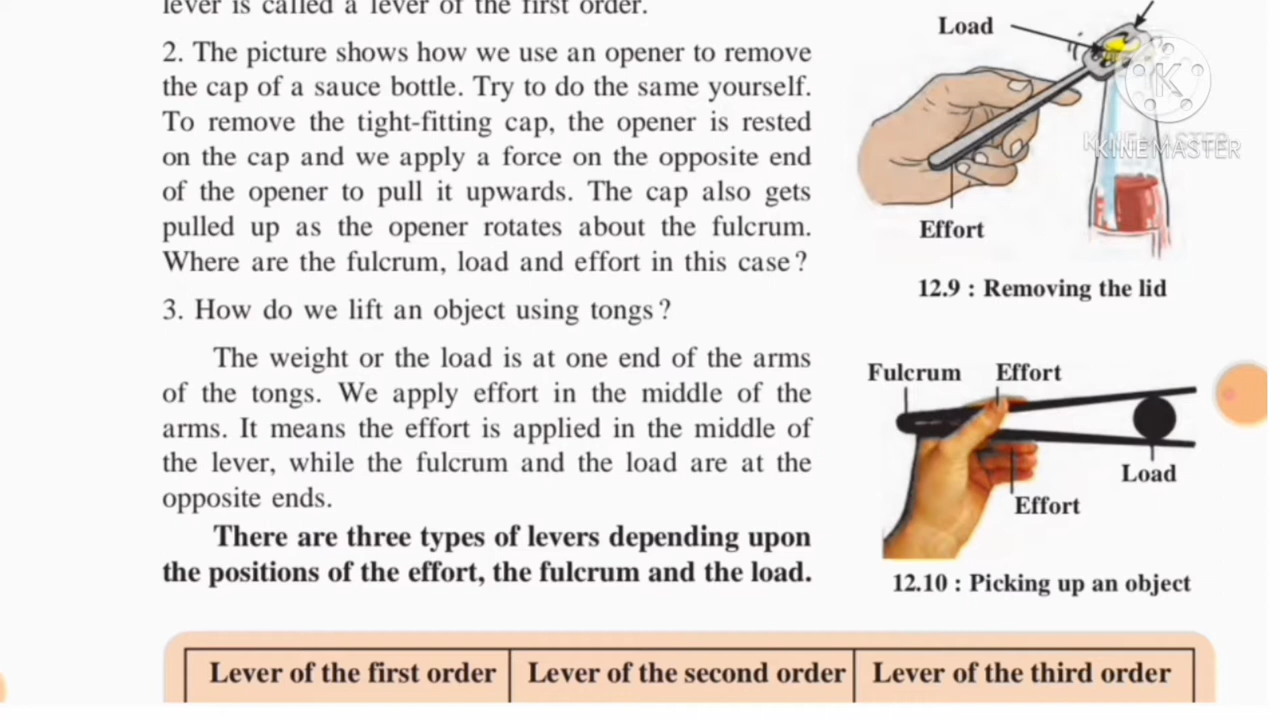 lever is called a lever of the first order.
2. The picture shows how we use an opener to remove
the cap of a sauce bottle. Try to do the same yourself.
To remove the tight-fitting cap, the opener is rested
on the cap and we apply a force on the opposite end
of the opener to pull it upwards. The cap also gets
pulled up as the opener rotates about the fulcrum.
Where are the fulcrum, load and effort in this case?
3. How do we lift an object using tongs?
The weight or the load is at one end of the arms
of the tongs. We apply effort in the middle of the
arms. It means the effort is applied in the middle of
the lever, while the fulcrum and the load are at the
opposite ends.
There are three types of levers depending upon
the positions of the effort, the fulcrum and the load.
Load
K
KINEMASTER
KINEMASTER
Effort
12.9 : Removing the lid
Fulcrum Effort
Load
Effort
12.10 : Picking up an object
Lever of the first order Lever of the second order Lever of the third order